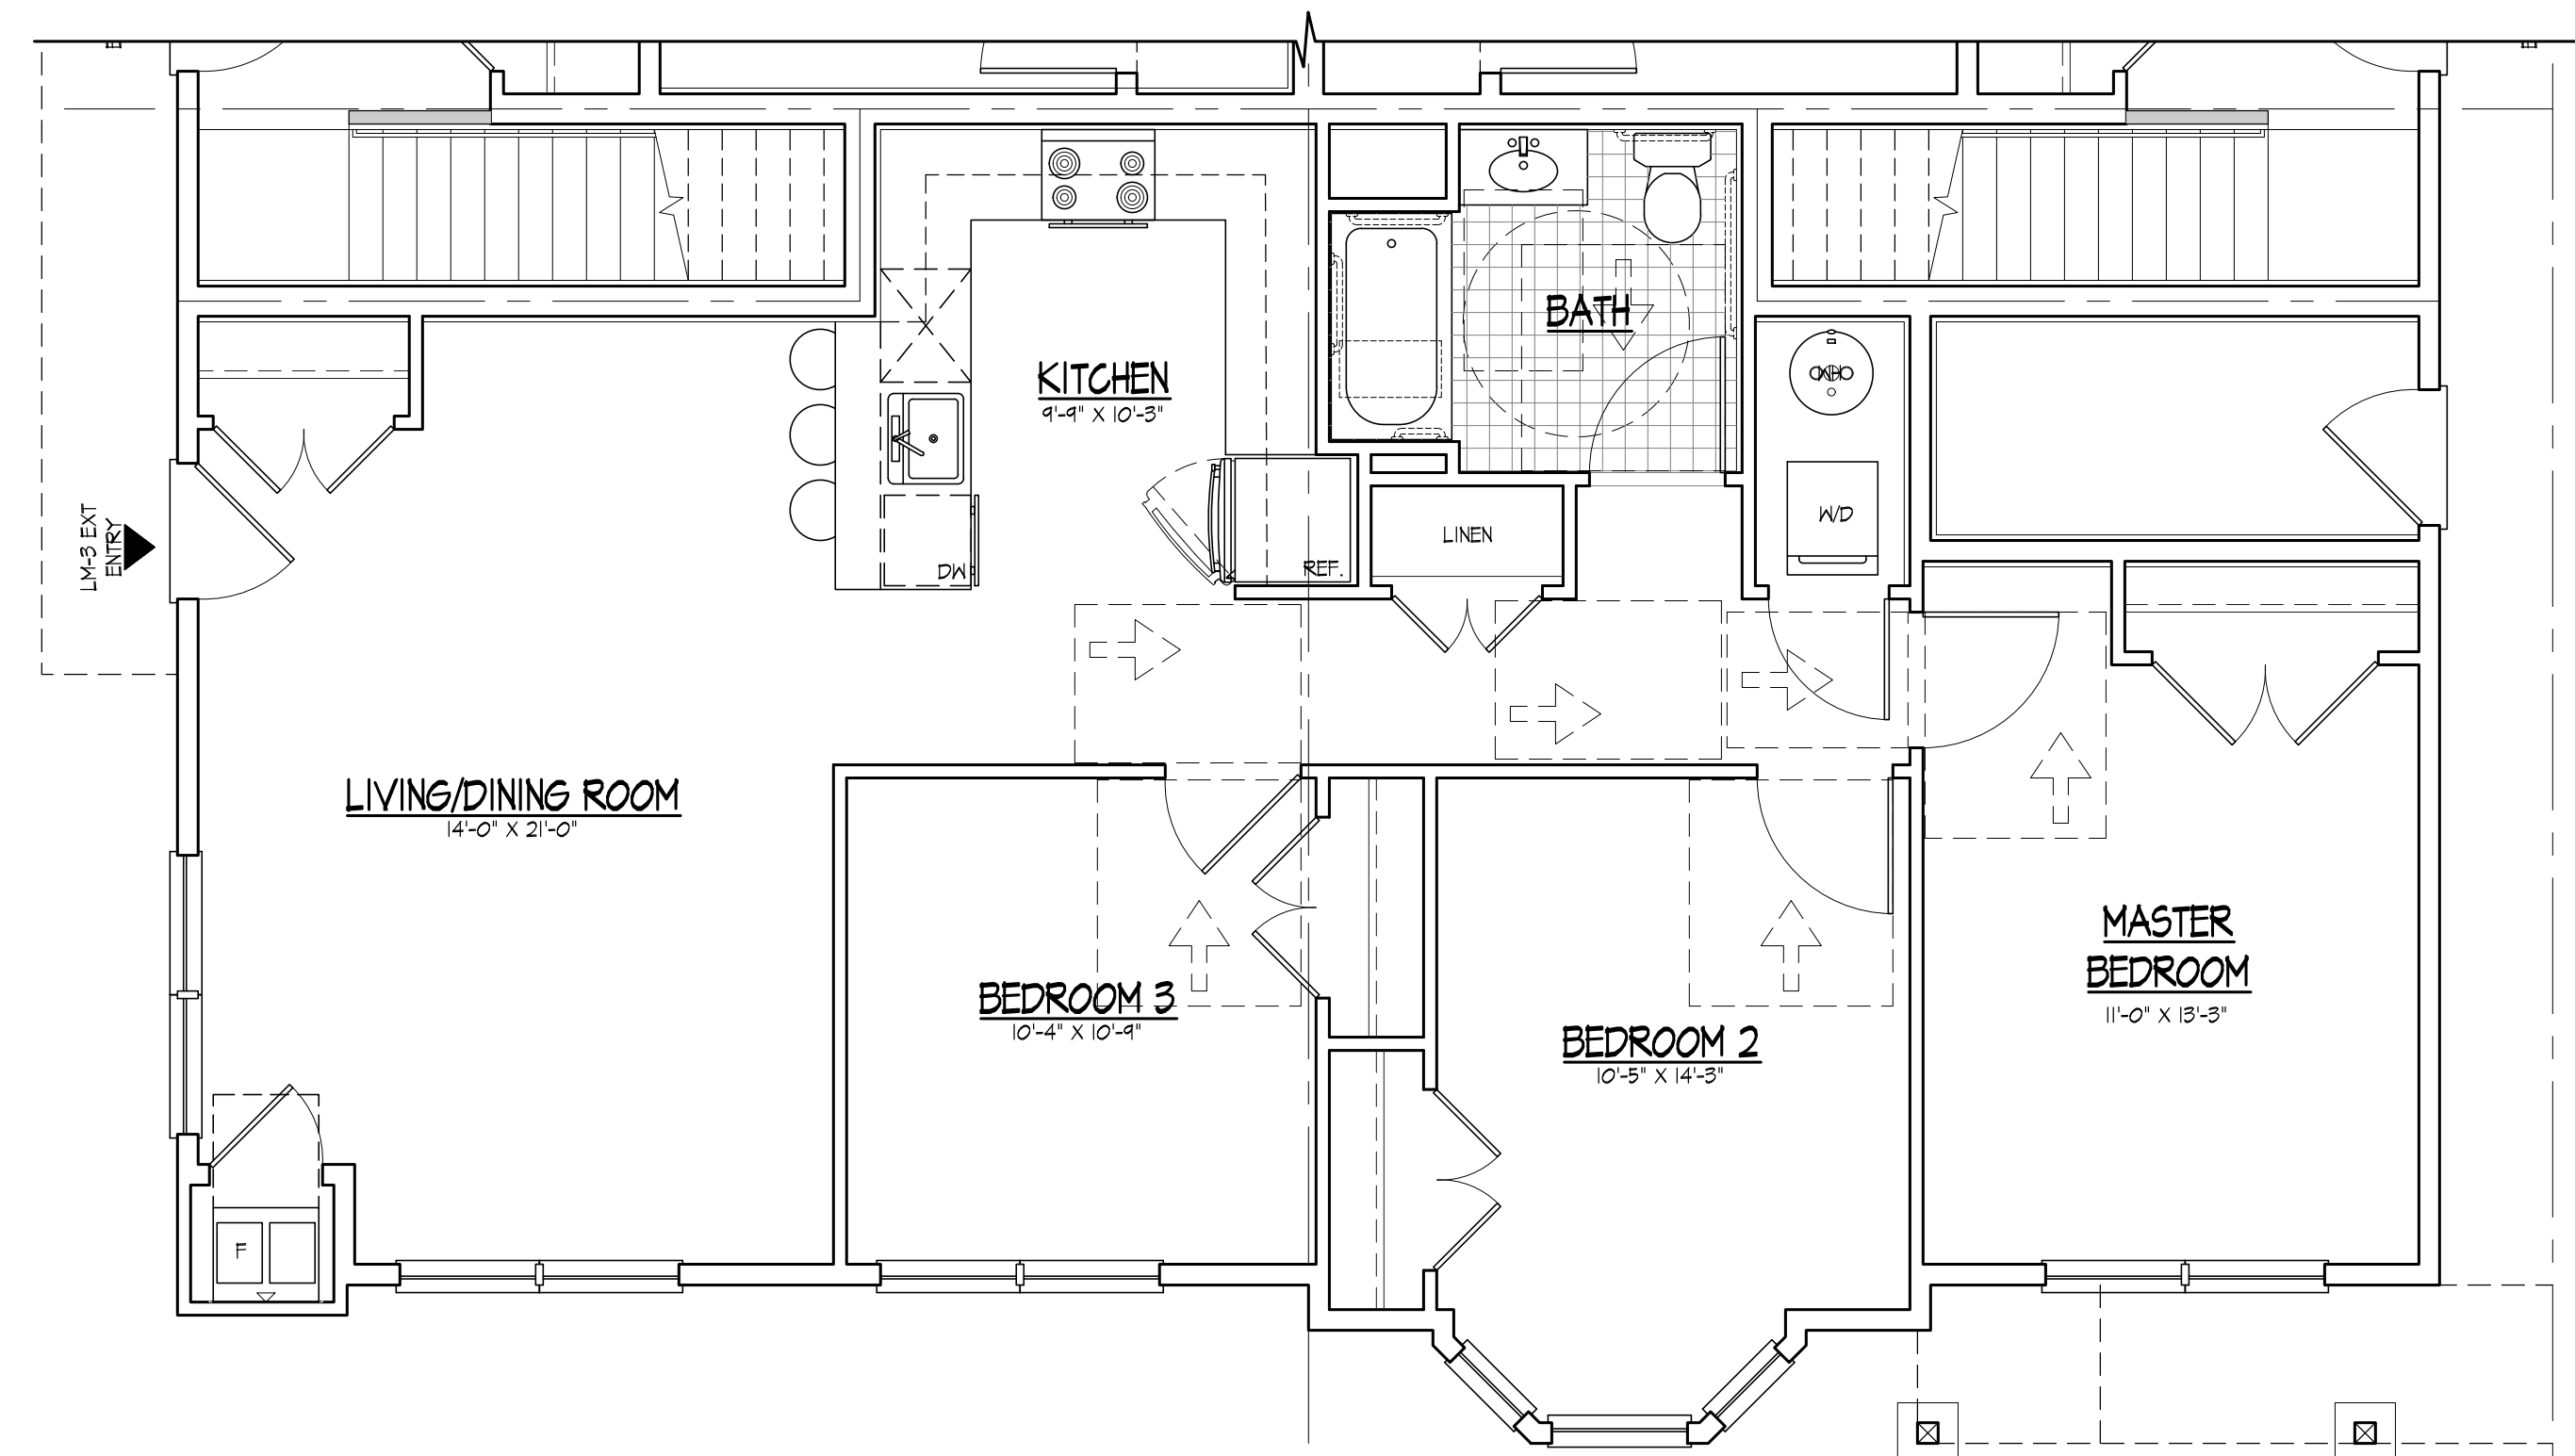 BATH
KITCHEN
9'-9" X 10'-3"
W/D
LINEN
REF.
DW
LM-3 EXT
ENTRY
LIVING/DINING ROOM
14'-0" X 21'-0"
BEDROOM 3
10'-4" X 10'-9"
BEDROOM 2
10'-5" X 14'-3"
MASTER
BEDROOM
11'-0" X 13'-3"
F